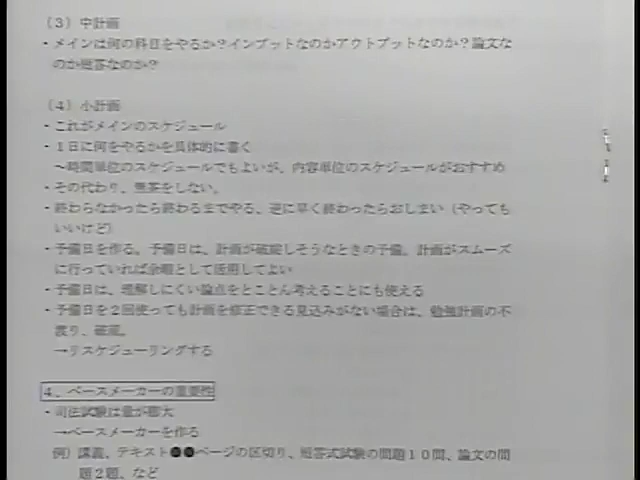 （３）中計画
・メインは何の科目をやるか？インプットなのかアウトプットなのか？論文な
のか短答なのか？
（４）小計画
・これがメインのスケジュール
・１日に何をやるかを具体的に書く
～時間単位のスケジュールでもよいが、内容単位のスケジュールがおすすめ
・その代わり、無茶をしない。
・終わらなかったら終わるまでやる、逆に早く終わったらおしまい（やっても
いいけど）
・予備日を作る。予備日は、計画が破綻しそうなときの予備。計画がスムーズ
に行っていれば余暇として活用してよい
・予備日は、理解しにくい論点をとことん考えることにも使える
・予備日を２回使っても計画を修正できる見込みがない場合は、勉強計画の不
渡り、破産。
→リスケジューリングする
４、ペースメーカーの重要性
・司法試験は量が膨大
→ペースメーカーを作る
例）講義、テキスト●●ページの区切り、短答式試験の問題１０問、論文の問
題２題、など